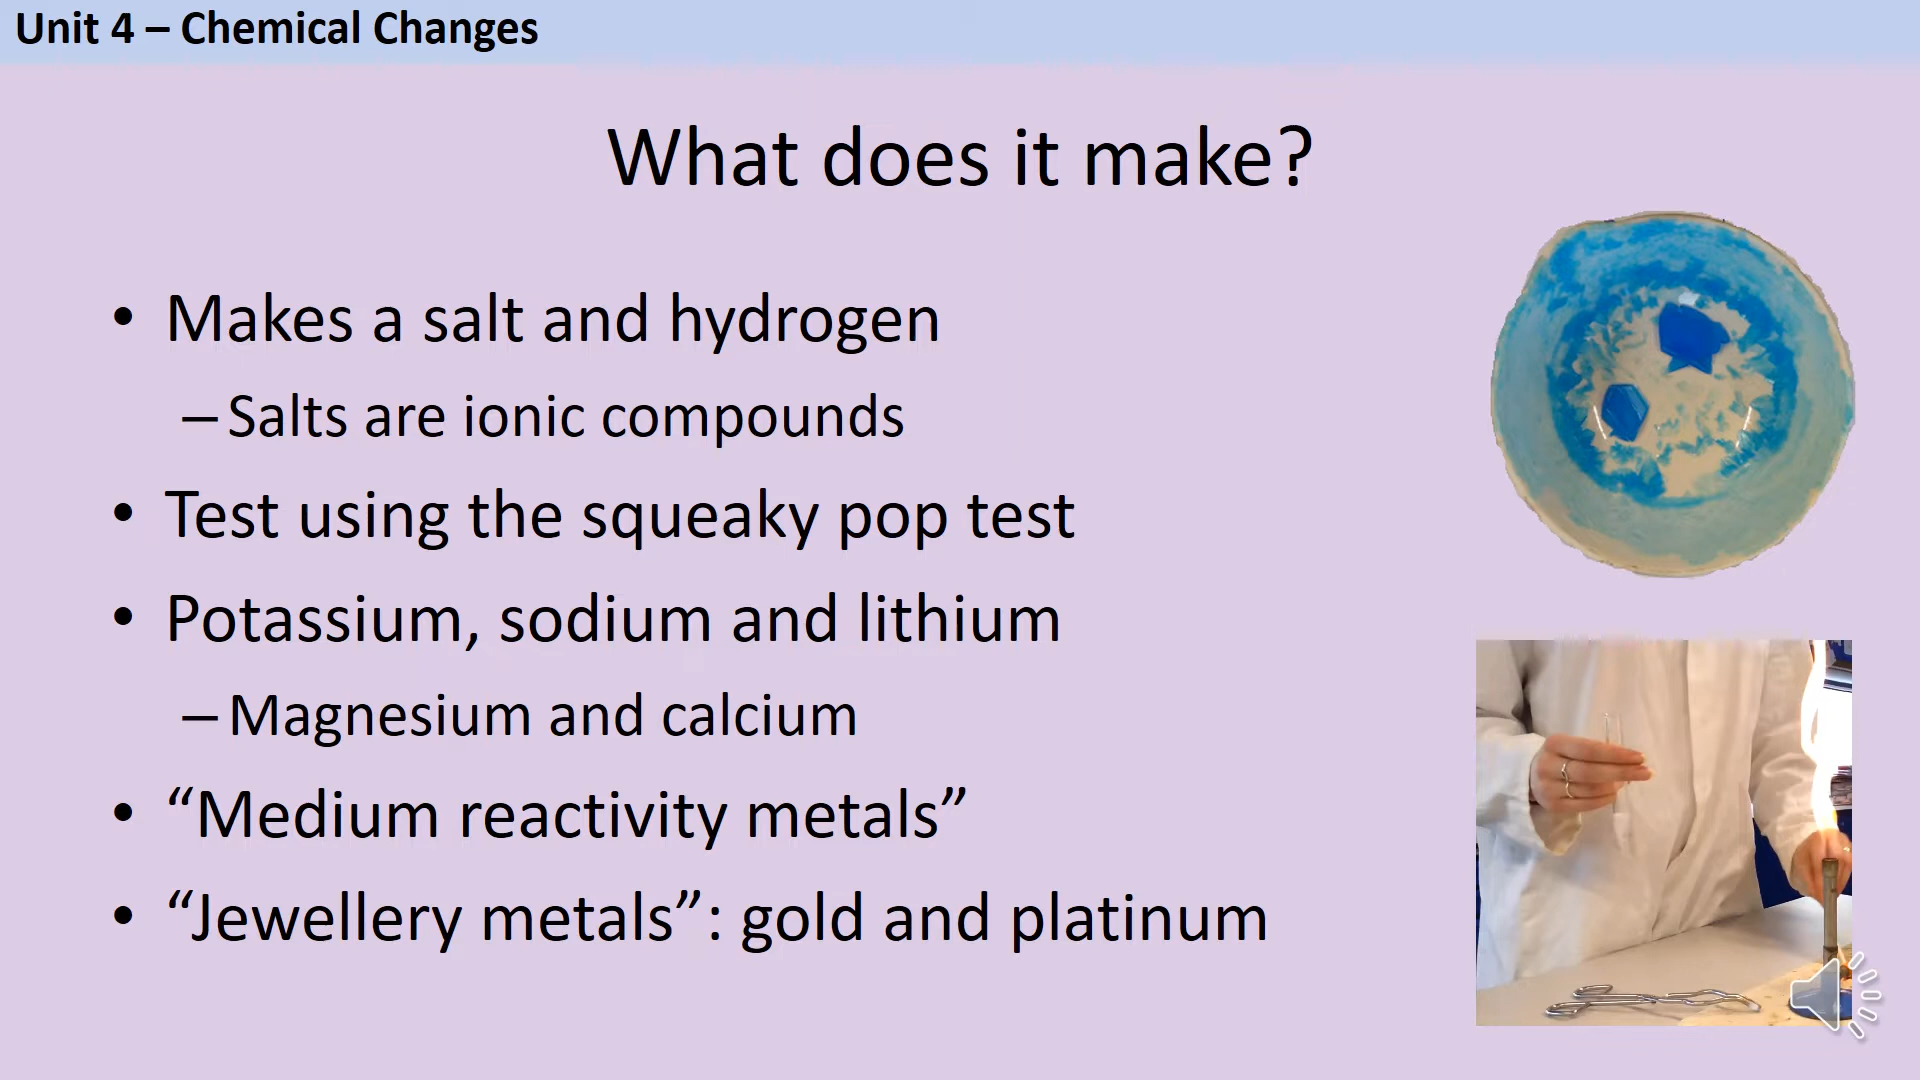 Unit 4 – Chemical Changes
What does it make?
• Makes a salt and hydrogen
– Salts are ionic compounds
• Test using the squeaky pop test
• Potassium, sodium and lithium
– Magnesium and calcium
• “Medium reactivity metals”
• “Jewellery metals”: gold and platinum